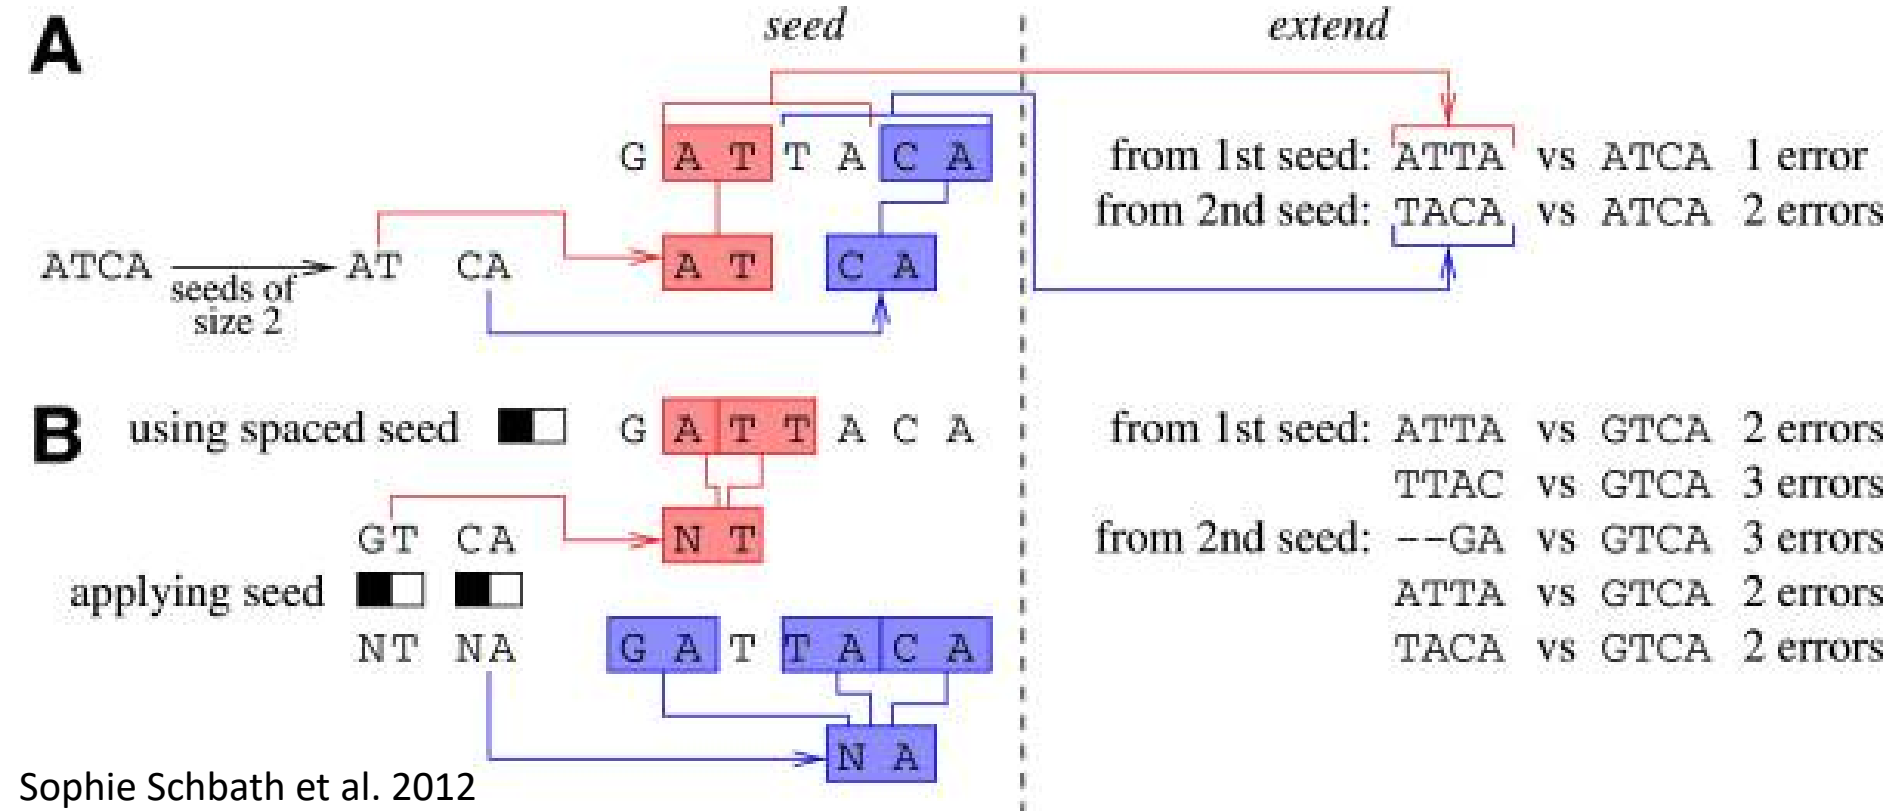 A
seed
extend
G A T T A C A
from 1st seed: ATTA vs ATCA 1 error
from 2nd seed: TACA vs ATCA 2 errors
ATCA AT CA A T C A
seeds of
size 2
B
using spaced seed G A T T A C A
from 1st seed: ATTA vs GTCA 2 errors
TTAC vs GTCA 3 errors
GT CA N T
from 2nd seed: --GA vs GTCA 3 errors
applying seed
ATTA vs GTCA 2 errors
NT NA G A T T A C A
TACA vs GTCA 2 errors
N A
Sophie Schbath et al. 2012